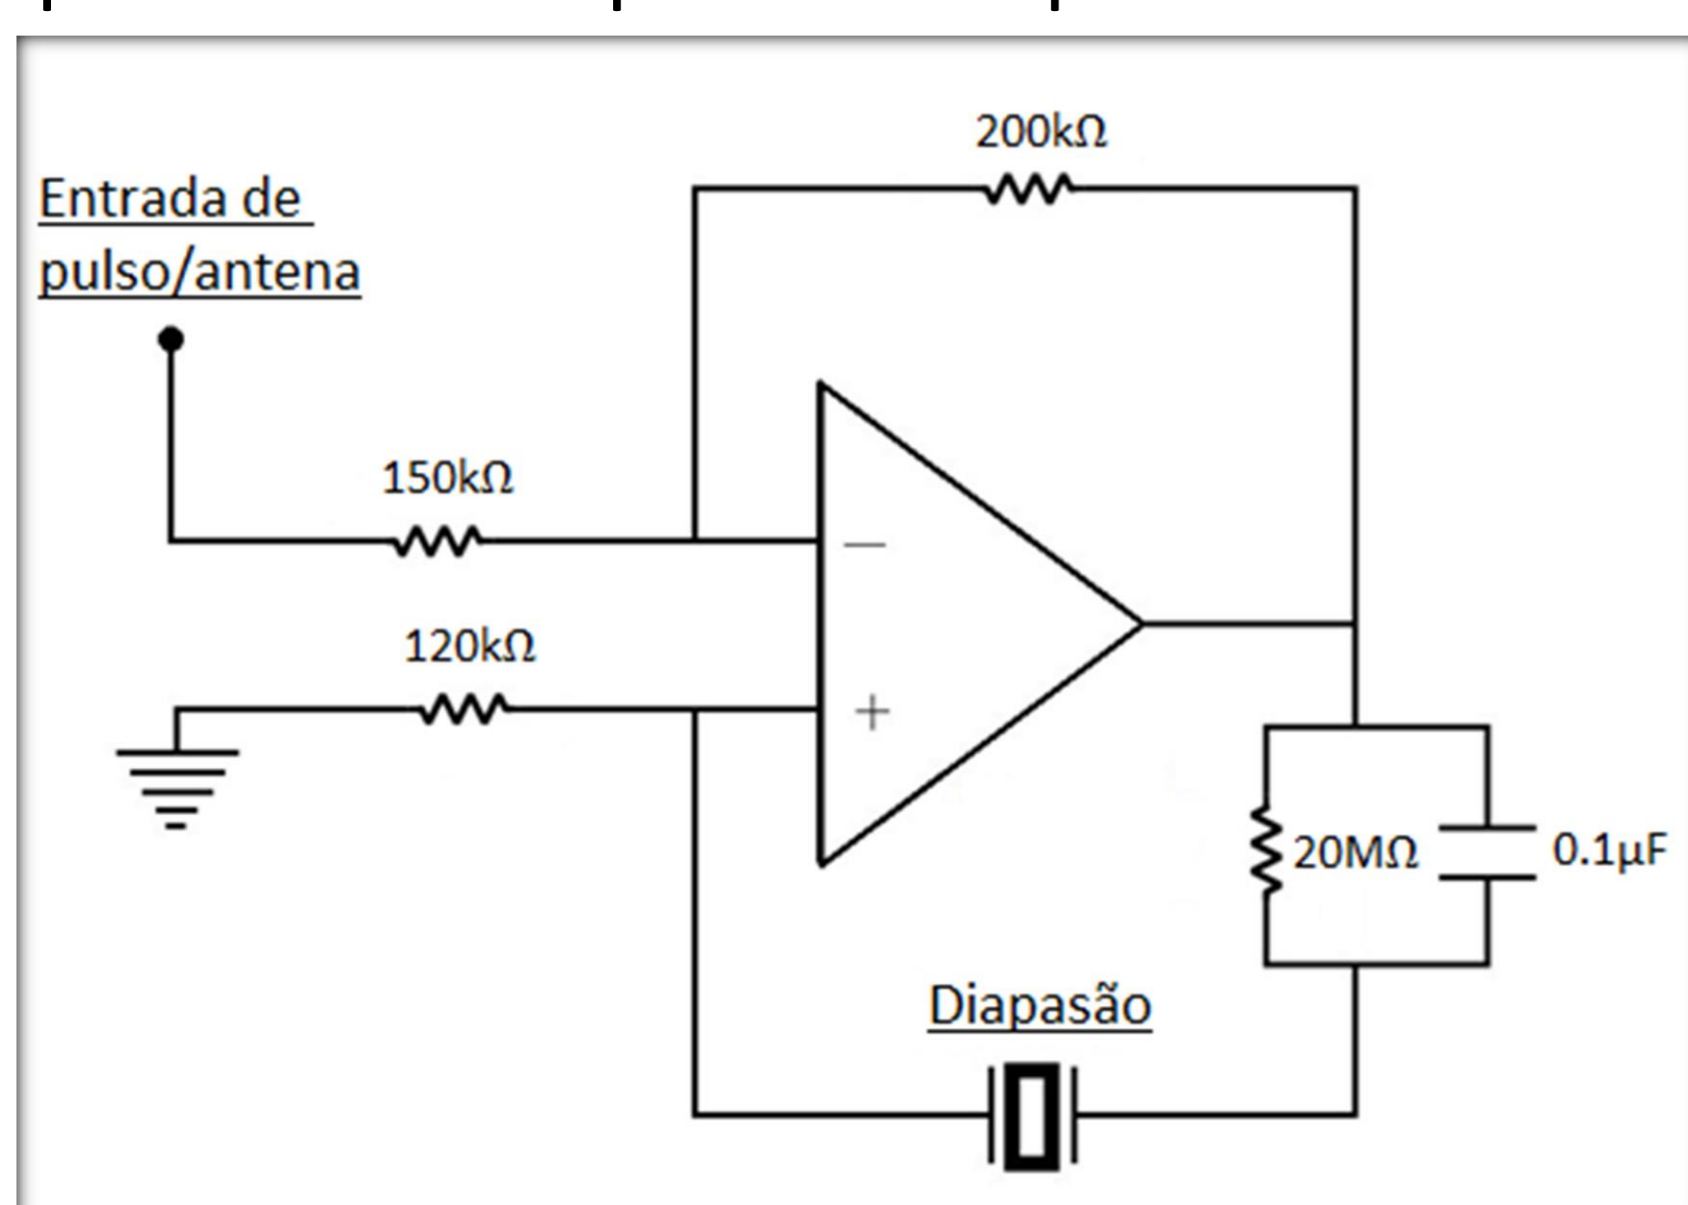 200kΩ
Entrada de
pulso/antena
150kΩ
120kΩ
20MΩ
0.1µF
Diapasão